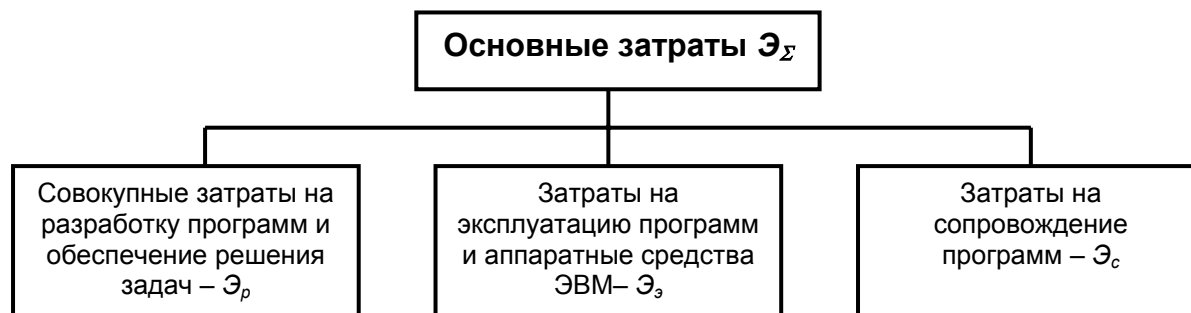 Основные затраты Э_Σ
Совокупные затраты на
разработку программ и
обеспечение решения
задач – Э_р
Затраты на
эксплуатацию программ
и аппаратные средства
ЭВМ– Э_э
Затраты на
сопровождение
программ – Э_с